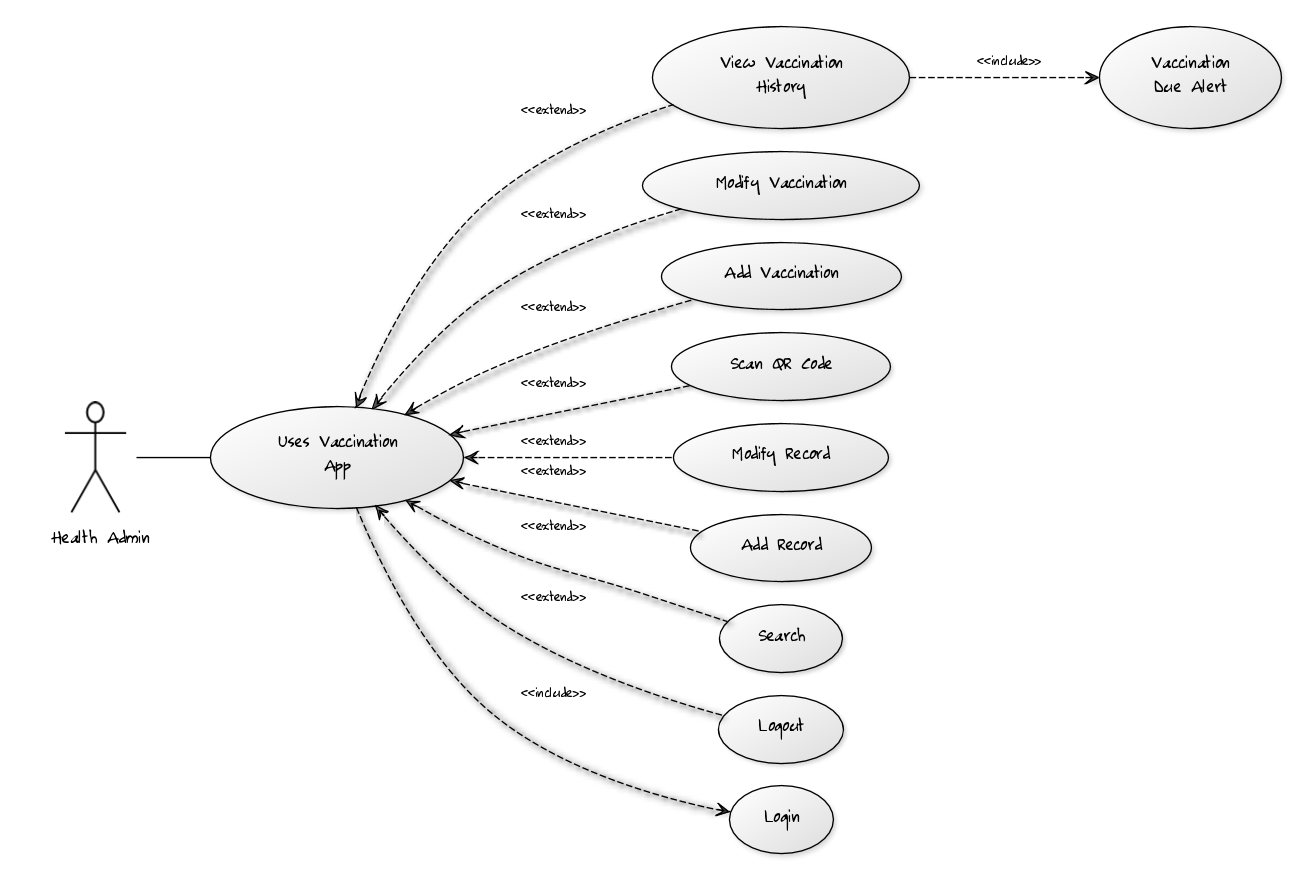 View Vaccination
History
<<include>>
Vaccination
Due Alert
<<extend>>
Modify Vaccination
<<extend>>
Add Vaccination
<<extend>>
Scan QR Code
<<extend>>
Uses Vaccination
App
<<extend>>
Modify Record
<<extend>>
Health Admin
<<extend>>
Add Record
<<extend>>
Search
<<include>>
Logout
Login